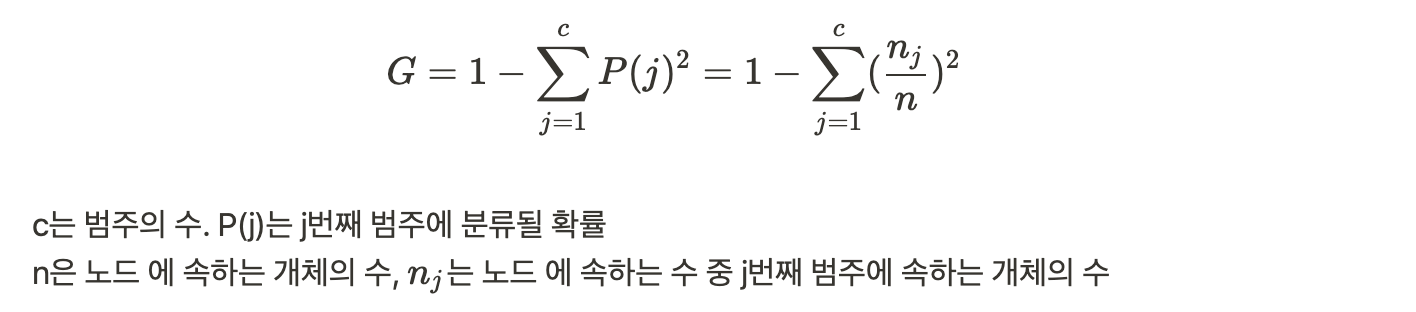 G = 1 − \sum_{j=1}^{c} P(j)^2 = 1 − \sum_{j=1}^{c} (\frac{n_j}{n})^2
c는 범주의 수. P(j)는 j번째 범주에 분류될 확률
n은 노드 에 속하는 개체의 수, n_j는 노드 에 속하는 수 중 j번째 범주에 속하는 개체의 수